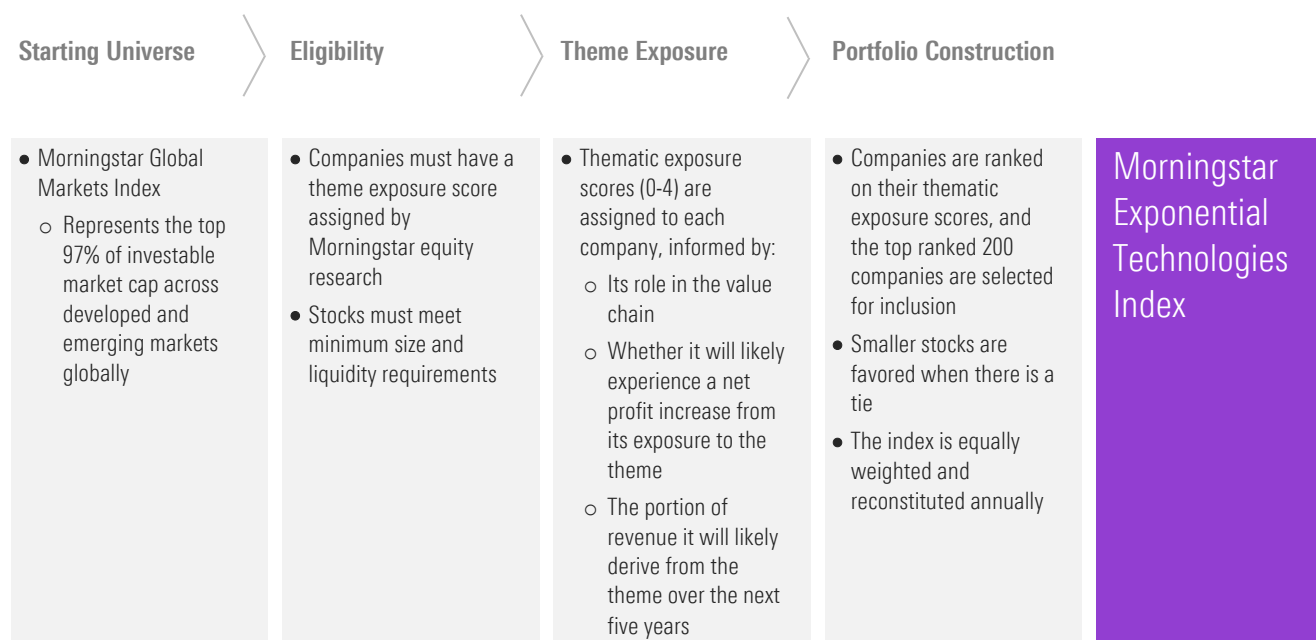 Starting Universe
Eligibility
Theme Exposure
Portfolio Construction
● Morningstar Global
Markets Index
○ Represents the top
97% of investable
market cap across
developed and
emerging markets
globally
● Companies must have a
theme exposure score
assigned by
Morningstar equity
research
● Stocks must meet
minimum size and
liquidity requirements
● Thematic exposure
scores (0-4) are
assigned to each
company, informed by:
○ Its role in the value
chain
○ Whether it will likely
experience a net
profit increase from
its exposure to the
theme
○ The portion of
revenue it will likely
derive from the
theme over the next
five years
● Companies are ranked
on their thematic
exposure scores, and
the top ranked 200
companies are selected
for inclusion
● Smaller stocks are
favored when there is a
tie
● The index is equally
weighted and
reconstituted annually
Morningstar
Exponential
Technologies
Index